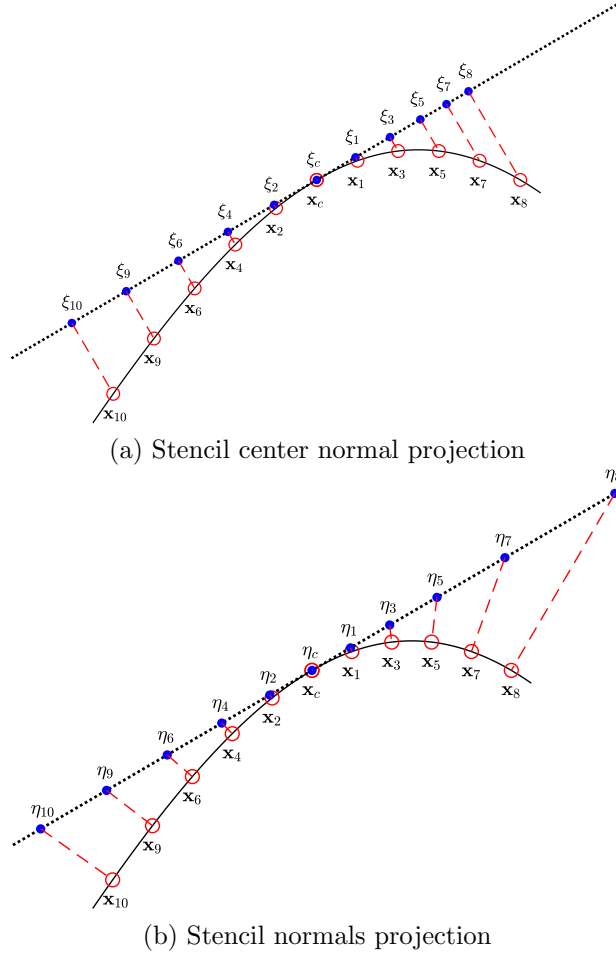 ξ₈
ξ₇
ξ₅
ξ₃
ξ₁
ξc
ξ₂
ξ₄
ξ₆
ξ₉
ξ₁₀
x₁
x₃
x₅
x₇
x₈
xc
x₂
x₄
x₆
x₉
x₁₀
(a) Stencil center normal projection
η₇
η₅
η₃
η₁
ηc
η₂
η₄
η₆
η₉
η₁₀
x₁
x₃
x₅
x₇
x₈
xc
x₂
x₄
x₆
x₉
x₁₀
(b) Stencil normals projection